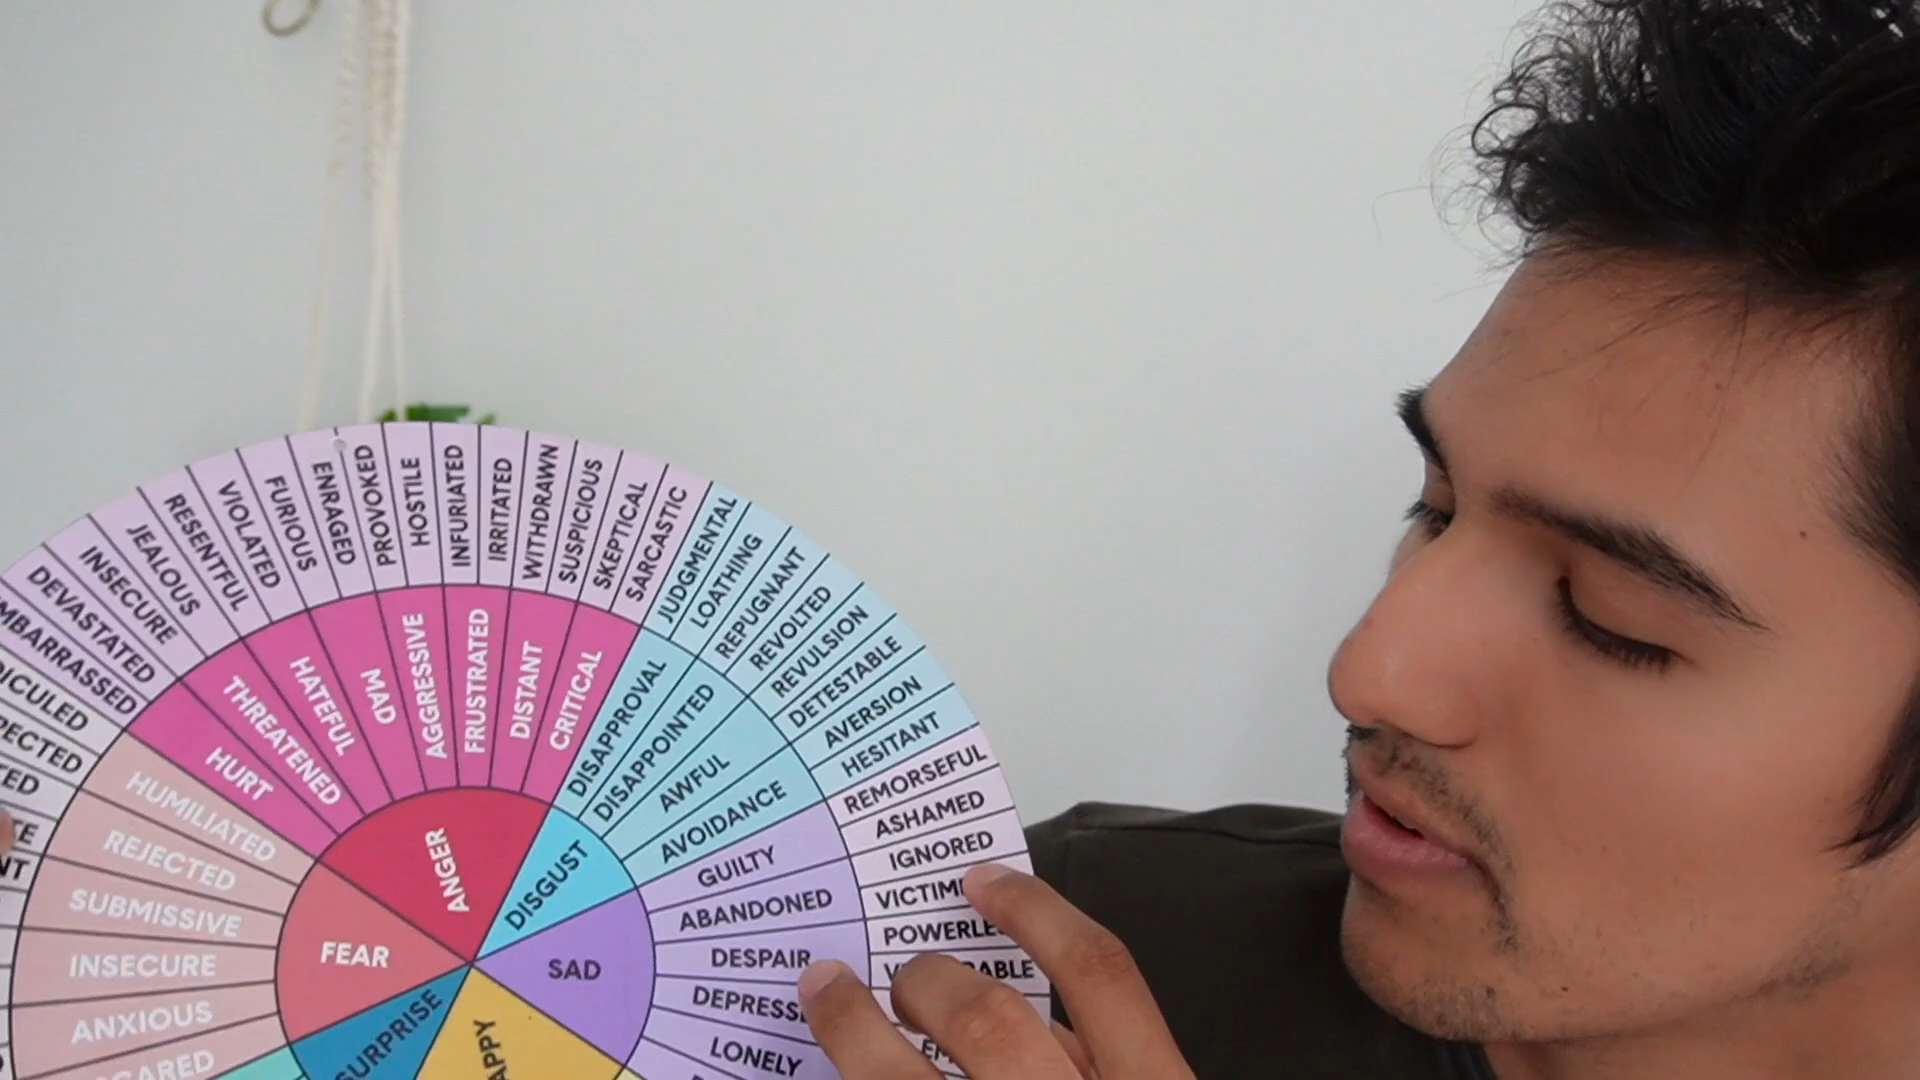 ANGER
HURT
THREATENED
HATEFUL
MAD
AGGRESSIVE
FRUSTRATED
DISTANT
CRITICAL
DEVASTATED
INSECURE
JEALOUS
RESENTFUL
VIOLATED
FURIOUS
ENRAGED
PROVOKED
HOSTILE
INFURIATED
IRRITATED
WITHDRAWN
SUSPICIOUS
SKEPTICAL
SARCASTIC
DISGUST
DISAPPROVAL
DISAPPOINTED
AWFUL
AVOIDANCE
JUDGMENTAL
LOATHING
REPUGNANT
REVOLTED
REVULSION
DETESTABLE
AVERSION
HESITANT
SAD
GUILTY
ABANDONED
DESPAIR
LONELY
REMORSEFUL
ASHAMED
IGNORED
FEAR
HUMILIATED
REJECTED
SUBMISSIVE
INSECURE
ANXIOUS
SURPRISE